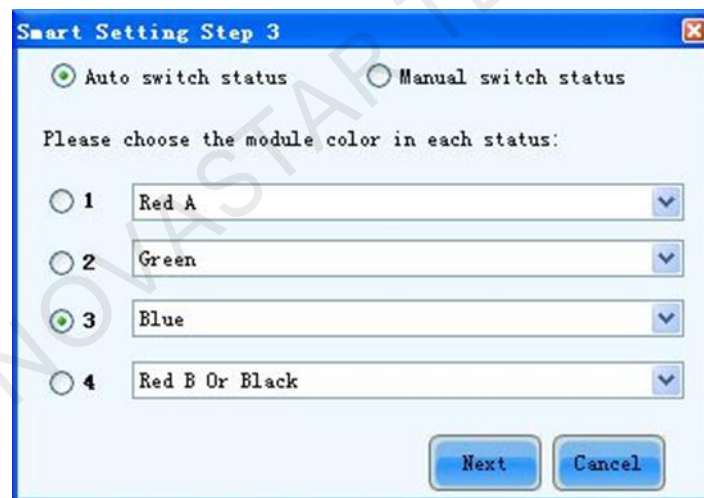 Smart Setting Step 3
Auto switch status Manual switch status
Please choose the module color in each status:
1 Red A
2 Green
3 Blue
4 Red B Or Black
Next Cancel
NOVASTAR TE